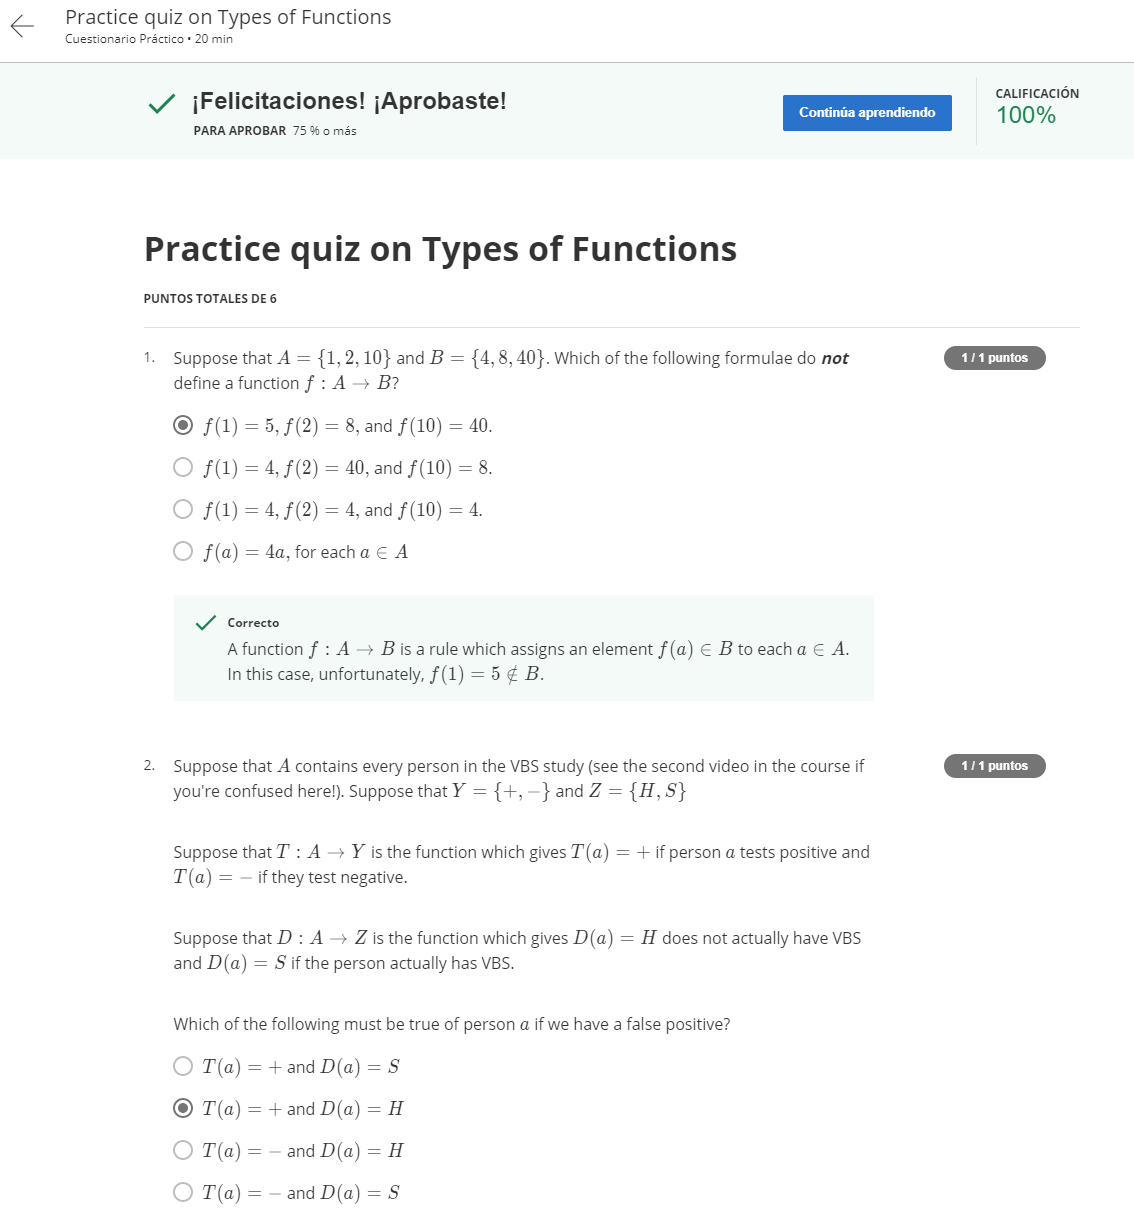 Practice quiz on Types of Functions
Cuestionario Práctico • 20 min
¡Felicitaciones! ¡Aprobaste!
PARA APROBAR 75 % o más
Continúa aprendiendo
CALIFICACIÓN
100%
Practice quiz on Types of Functions
PUNTOS TOTALES DE 6
1. Suppose that A = {1, 2, 10} and B = {4, 8, 40}. Which of the following formulae do not
define a function f : A → B?
1 / 1 puntos
f(1) = 5, f(2) = 8, and f(10) = 40.
f(1) = 4, f(2) = 40, and f(10) = 8.
f(1) = 4, f(2) = 4, and f(10) = 4.
f(a) = 4a, for each a ∈ A
Correcto
A function f : A → B is a rule which assigns an element f(a) ∈ B to each a ∈ A.
In this case, unfortunately, f(1) = 5 ∉ B.
2. Suppose that A contains every person in the VBS study (see the second video in the course if
you're confused here!). Suppose that Y = {+, −} and Z = {H, S}
1 / 1 puntos
Suppose that T : A → Y is the function which gives T(a) = + if person a tests positive and
T(a) = − if they test negative.
Suppose that D : A → Z is the function which gives D(a) = H does not actually have VBS
and D(a) = S if the person actually has VBS.
Which of the following must be true of person a if we have a false positive?
T(a) = + and D(a) = S
T(a) = + and D(a) = H
T(a) = − and D(a) = H
T(a) = − and D(a) = S